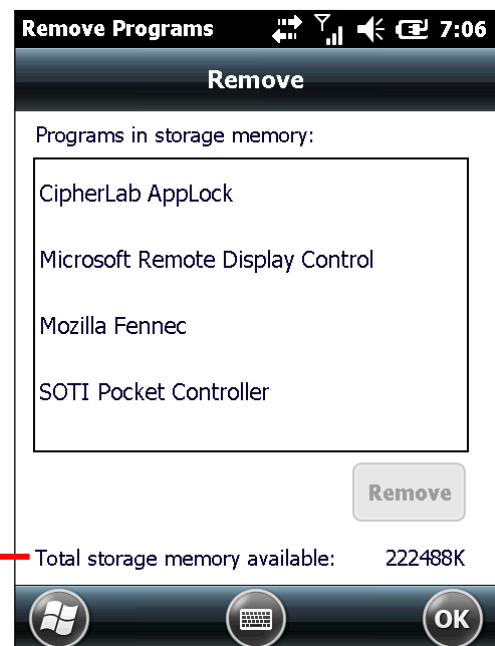 Remove Programs 7:06
Remove
Programs in storage memory:
CipherLab AppLock
Microsoft Remote Display Control
Mozilla Fennec
SOTI Pocket Controller
Remove
Total storage memory available: 222488K
OK